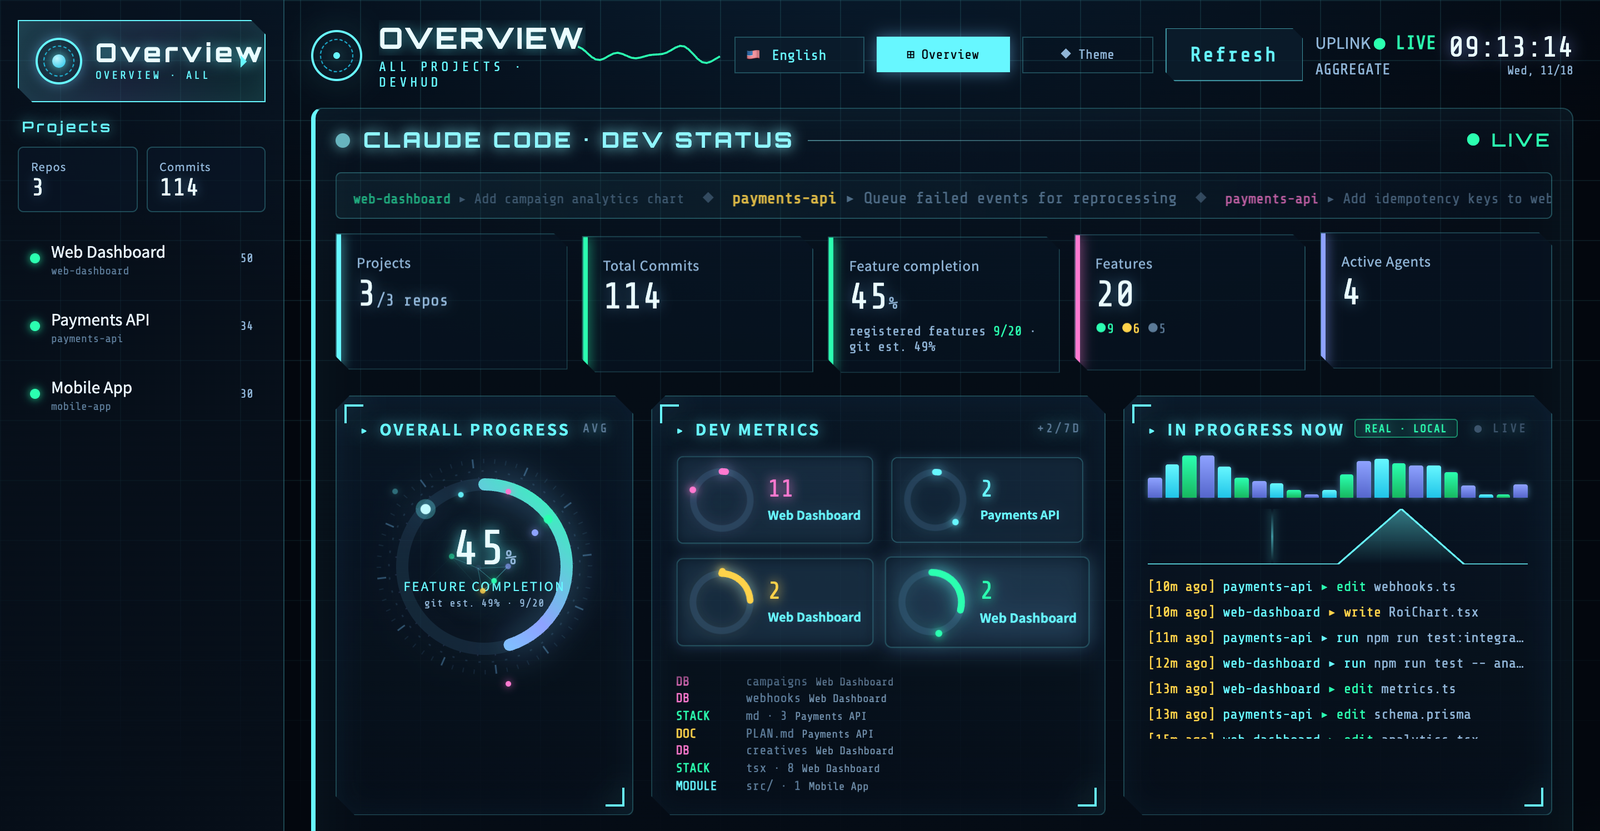 Overview
OVERVIEW · ALL
Projects
Repos
3
Commits
114
Web Dashboard
web-dashboard
50
Payments API
payments-api
34
Mobile App
mobile-app
30
OVERVIEW
ALL PROJECTS ·
DEVHUD
English
Overview
Theme
Refresh
UPLINK
LIVE
AGGREGATE
09:13:14
Wed, 11/18
CLAUDE CODE · DEV STATUS
LIVE
web-dashboard ▸ Add campaign analytics chart ◆ payments-api ▸ Queue failed events for reprocessing ◆ payments-api ▸ Add idempotency keys to web
Projects
3/3 repos
Total Commits
114
Feature completion
45%
registered features 9/20 ·
git est. 49%
Features
20
9 6 5
Active Agents
4
▸ OVERALL PROGRESS AVG
45%
FEATURE COMPLETION
git est. 49% · 9/20
▸ DEV METRICS +2/7D
11
Web Dashboard
2
Payments API
2
Web Dashboard
2
Web Dashboard
DB campaigns Web Dashboard
DB webhooks Web Dashboard
STACK md · 3 Payments API
DOC PLAN.md Payments API
DB creatives Web Dashboard
STACK tsx · 8 Web Dashboard
MODULE src/ · 1 Mobile App
▸ IN PROGRESS NOW REAL · LOCAL LIVE
[10m ago] payments-api ▸ edit webhooks.ts
[10m ago] web-dashboard ▸ write RoiChart.tsx
[11m ago] payments-api ▸ run npm run test:integra…
[12m ago] web-dashboard ▸ run npm run test -- ana…
[13m ago] web-dashboard ▸ edit metrics.ts
[13m ago] payments-api ▸ edit schema.prisma
[15m ago] web-dashboard ▸ edit analytics.tsx